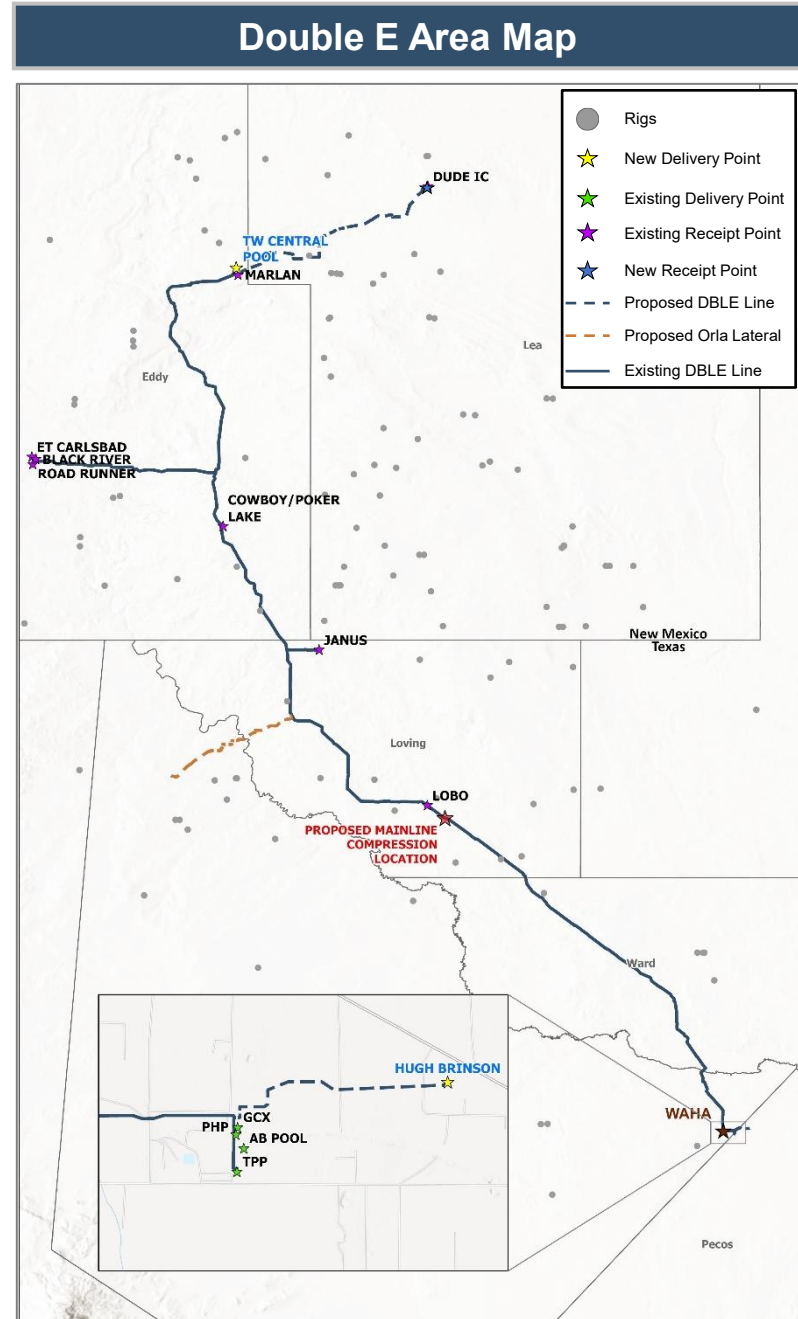 Double E Area Map
Rigs
New Delivery Point
Existing Delivery Point
Existing Receipt Point
New Receipt Point
Proposed DBLE Line
Proposed Orla Lateral
Existing DBLE Line
DUDE IC
TW CENTRAL
POOL
MARLAN
Lea
Eddy
ET CARLSBAD
BLACK RIVER
ROAD RUNNER
COWBOY/POKER
LAKE
JANUS
New Mexico
Texas
Loving
LOBO
PROPOSED MAINLINE
COMPRESSION
LOCATION
Ward
HUGH BRINSON
GCX
PHP
AB POOL
TPP
WAHA
Pecos